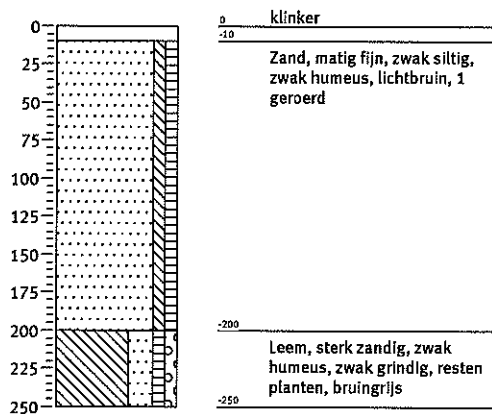 0
25
50
75
100
125
150
175
200
225
250
0
klinker
-10
Zand, matig fijn, zwak siltig,
zwak humeus, lichtbruin, 1
geroerd
-200
Leem, sterk zandig, zwak
humeus, zwak grindig, resten
planten, bruingrijs
-250